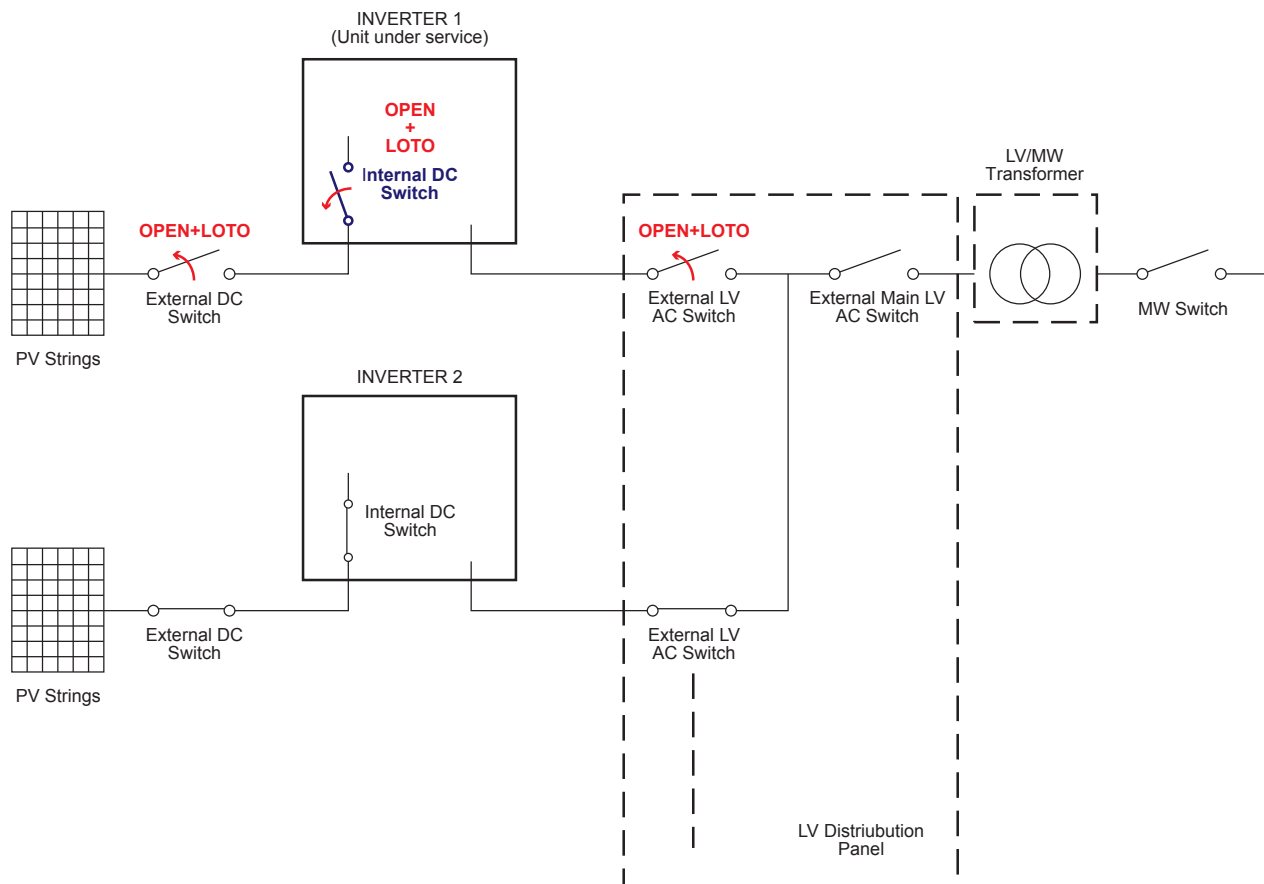 INVERTER 1
(Unit under service)
OPEN
+
LOTO
Internal DC
Switch
LV/MW
Transformer
OPEN+LOTO
External DC
Switch
PV Strings
OPEN+LOTO
External LV
AC Switch
External Main LV
AC Switch
MW Switch
INVERTER 2
Internal DC
Switch
External DC
Switch
PV Strings
External LV
AC Switch
LV Distriubution
Panel